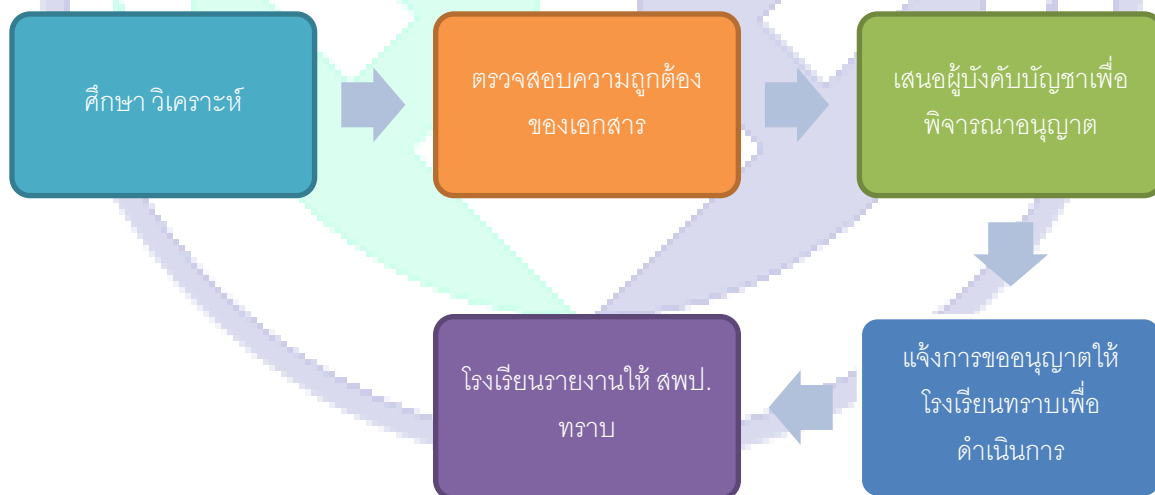 ศึกษา วิเคราะห์
ตรวจสอบความถูกต้อง
ของเอกสาร
เสนอผู้บังคับบัญชาเพื่อ
พิจารณาอนุญาต
แจ้งการขออนุญาตให้
โรงเรียนทราบเพื่อ
ดำเนินการ
โรงเรียนรายงานให้ สพป.
ทราบ